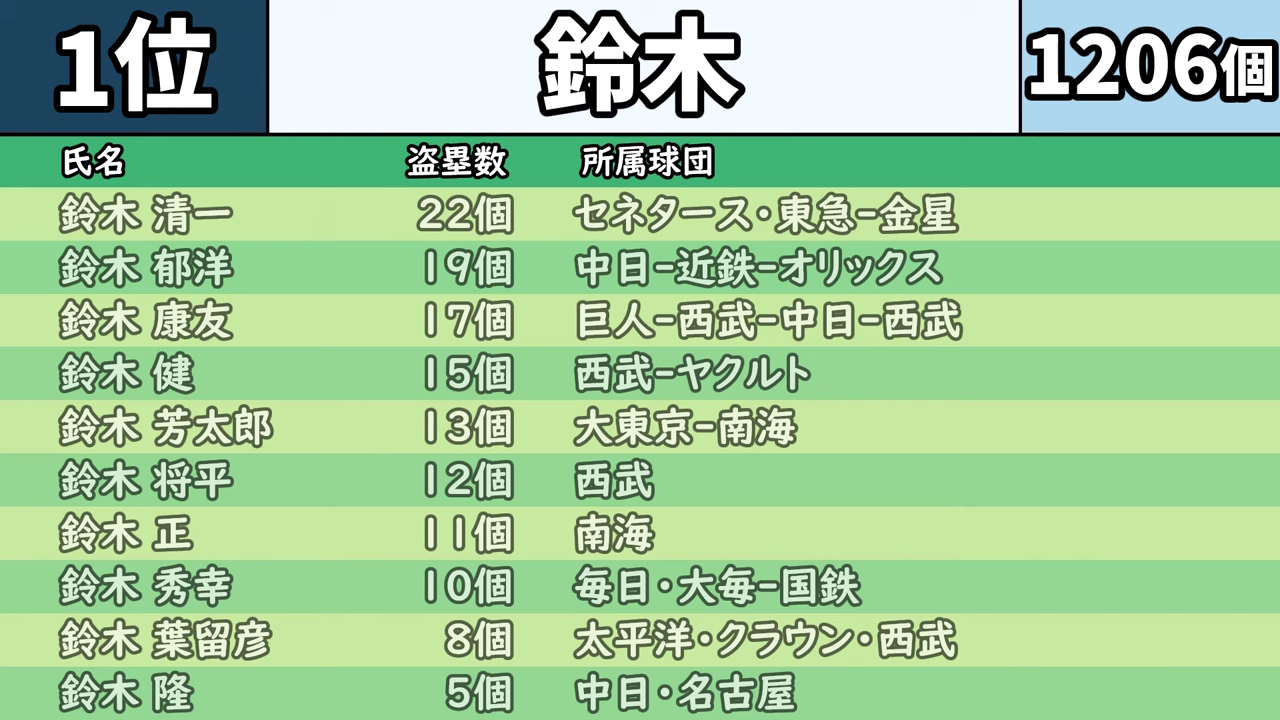 1位 鈴木 1206個
氏名 盗塁数 所属球団
鈴木 清一 22個 セネタース・東急-金星
鈴木 郁洋 19個 中日-近鉄-オリックス
鈴木 康友 17個 巨人-西武-中日-西武
鈴木 健 15個 西武-ヤクルト
鈴木 芳太郎 13個 大東京-南海
鈴木 将平 12個 西武
鈴木 正 11個 南海
鈴木 秀幸 10個 毎日・大毎-国鉄
鈴木 葉留彦 8個 太平洋・クラウン・西武
鈴木 隆 5個 中日・名古屋